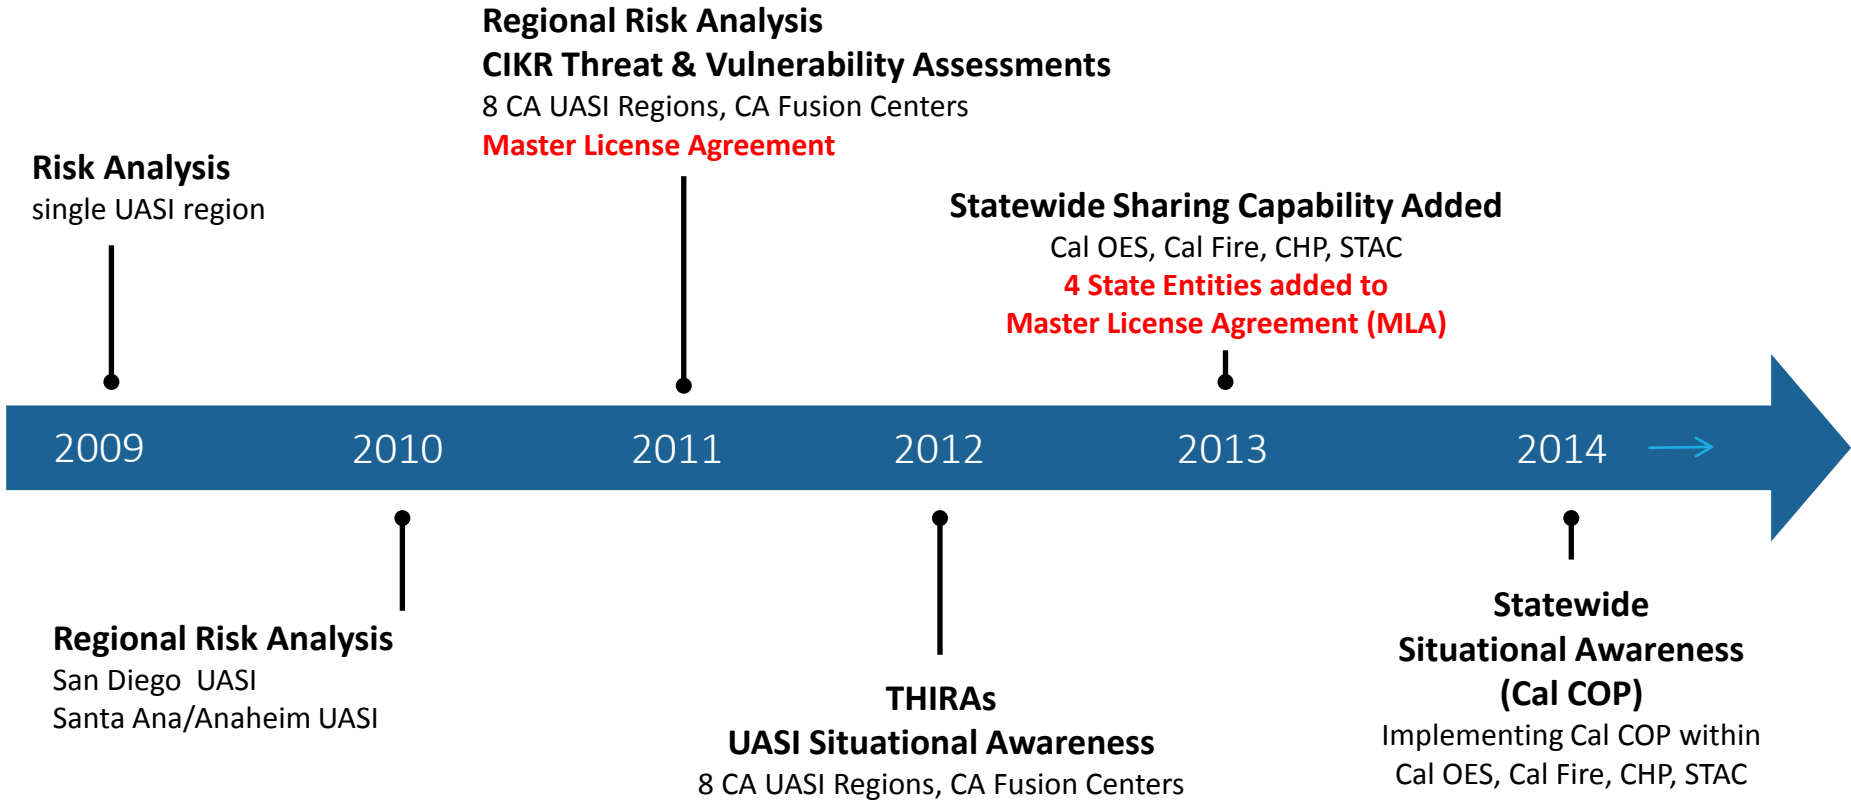 Regional Risk Analysis
CIKR Threat & Vulnerability Assessments
8 CA UASI Regions, CA Fusion Centers
Master License Agreement
Risk Analysis
single UASI region
Statewide Sharing Capability Added
Cal OES, Cal Fire, CHP, STAC
4 State Entities added to
Master License Agreement (MLA)
2009 2010 2011 2012 2013 2014
Regional Risk Analysis
San Diego  UASI
Santa Ana/Anaheim UASI
THIRAs
UASI Situational Awareness
8 CA UASI Regions, CA Fusion Centers
Statewide
Situational Awareness
(Cal COP)
Implementing Cal COP within
Cal OES, Cal Fire, CHP, STAC